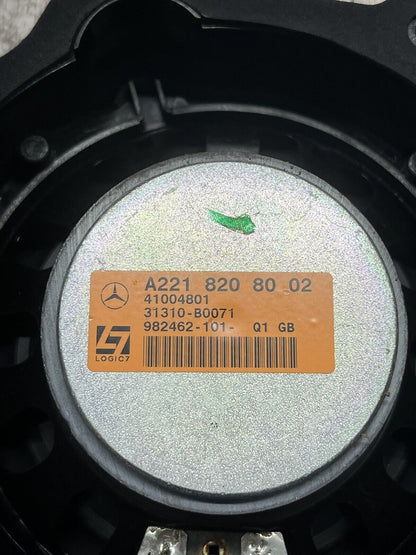 A221 820 80 02
41004801
31310-B0071
982462-101- Q1 GB
LOGIC7